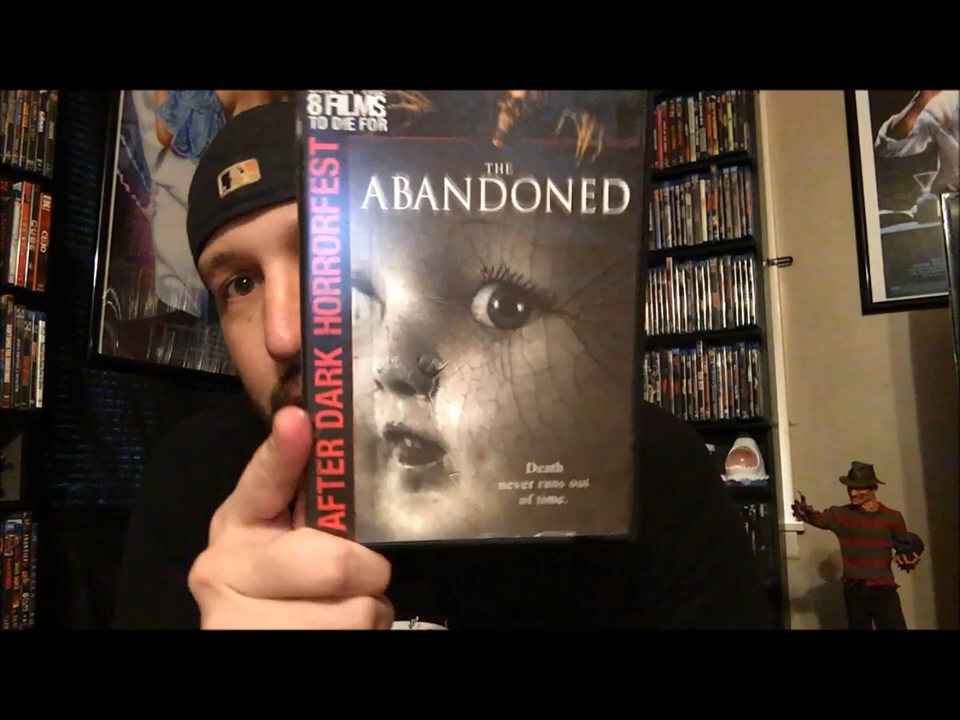 8 FILMS
TO DIE FOR
AFTER DARK HORRORFEST
THE
ABANDONED
Death
never runs out
of time.